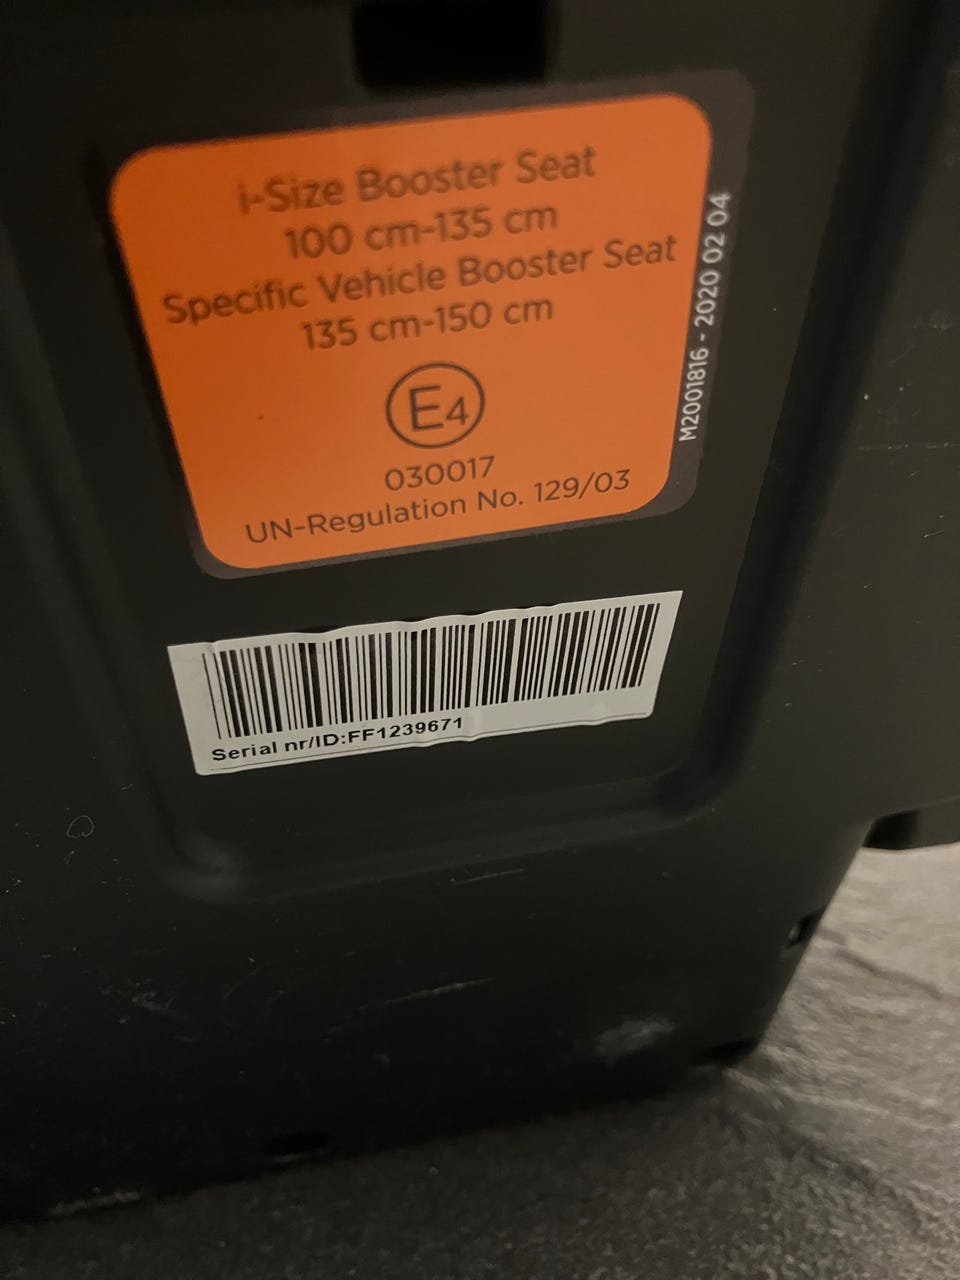 i-Size Booster Seat
100 cm-135 cm
Specific Vehicle Booster Seat
135 cm-150 cm
E4
030017
UN-Regulation No. 129/03
M2001816 - 2020 02 04
Serial nr/ID:FF1239671